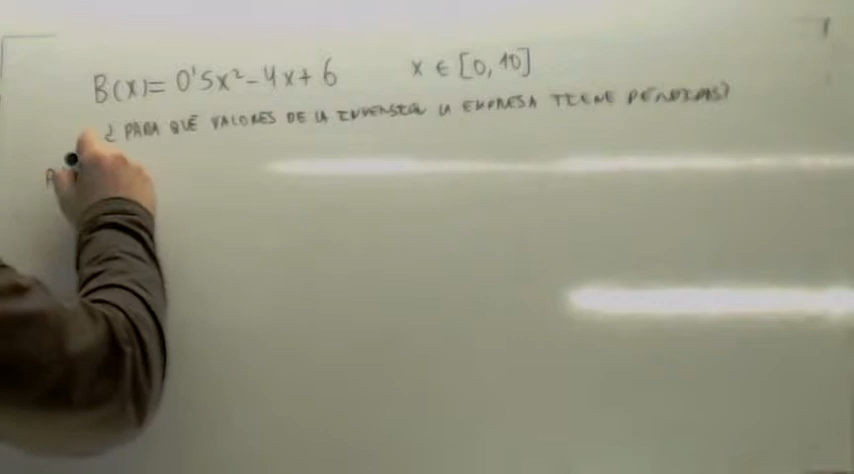 B(x)= 0'5x²-4x+6 x ∈ [0,10]
¿ PARA QUÉ VALORES DE LA INVERSIÓN LA EMPRESA TIENE PÉRDIDAS?